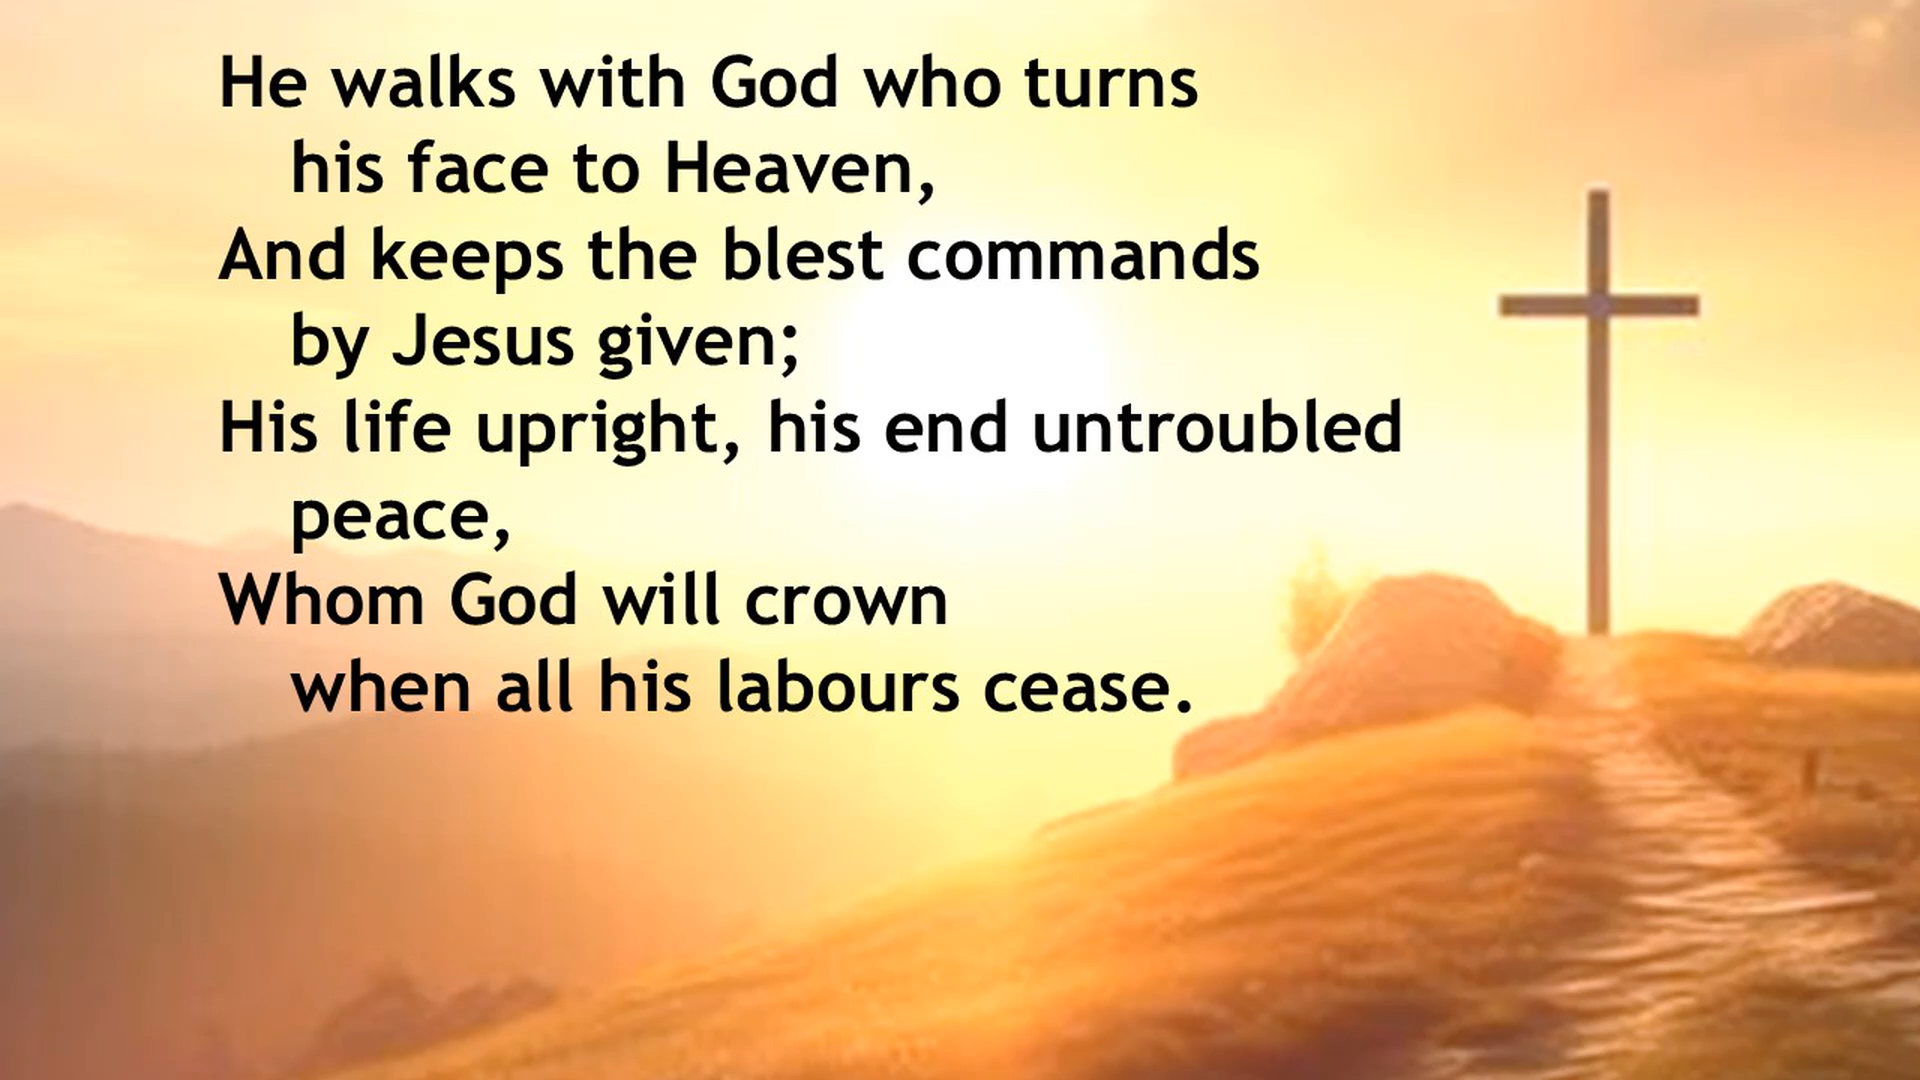 He walks with God who turns
his face to Heaven,
And keeps the blest commands
by Jesus given;
His life upright, his end untroubled
peace,
Whom God will crown
when all his labours cease.